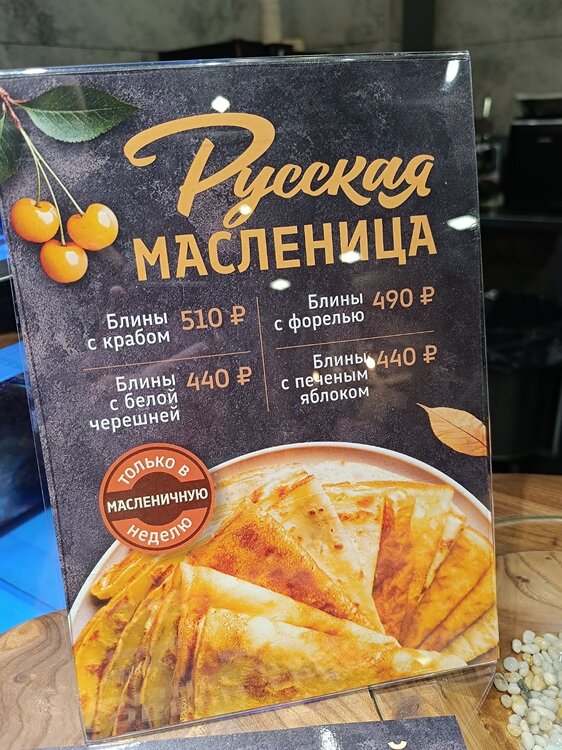 Русская
МАСЛЕНИЦА
Блины
с крабом
510 ₽
Блины
с форелью
490 ₽
Блины
с белой
черешней
440 ₽
Блины
с печеным
яблоком
440 ₽
ТОЛЬКО В
МАСЛЕНИЧНУЮ
неделю